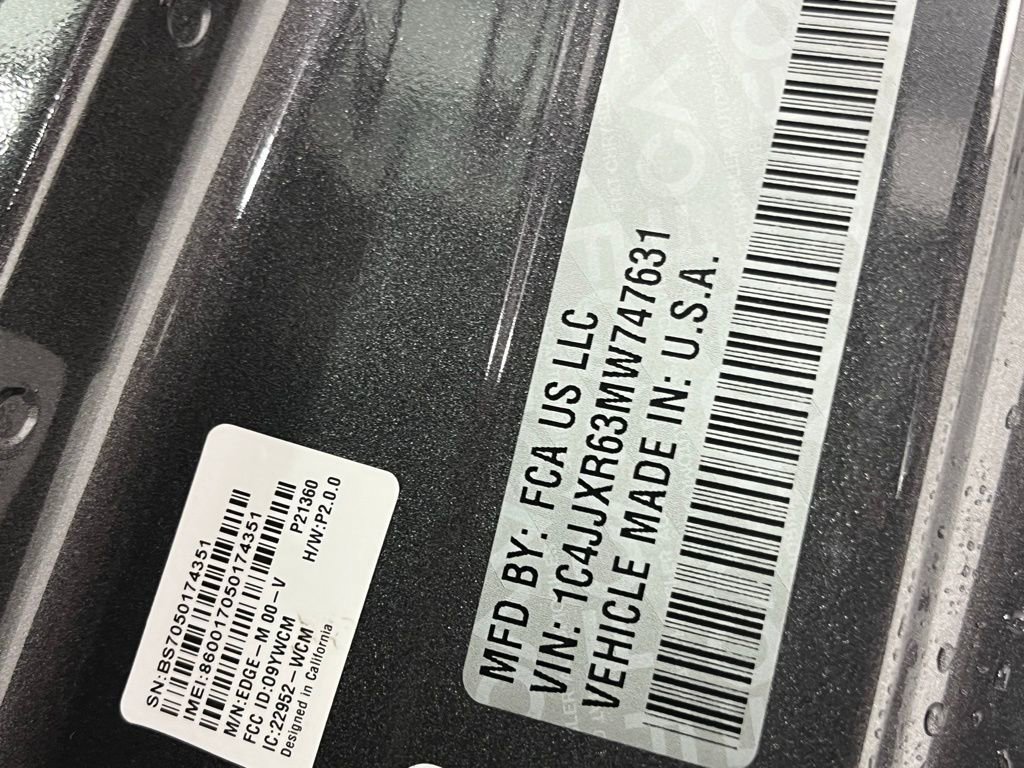 SN:BS7050174351
IMEI:860017050174351
M/N:EDGE-M 00-V
P21360
FCC ID:O9YWCM
H/W:P2.0.0
IC:22952-WCM
Designed in California
MFD BY: FCA US LLC
VIN: 1C4JJXR63MW747631
VEHICLE MADE IN: U.S.A.